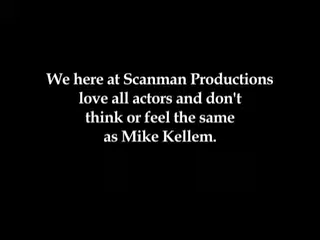 We here at Scanman Productions
love all actors and don't
think or feel the same
as Mike Kellem.